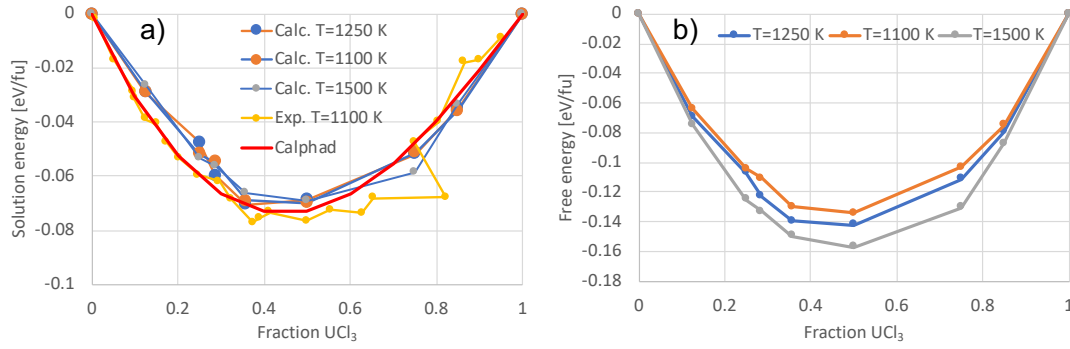 a)
Calc. T=1250 K
Calc. T=1100 K
Calc. T=1500 K
Exp. T=1100 K
Calphad
Solution energy [eV/fu]
0
-0.02
-0.04
-0.06
-0.08
-0.1
0 0.2 0.4 0.6 0.8 1
Fraction UCl₃
b)
T=1250 K T=1100 K T=1500 K
Free energy [eV/fu]
0
-0.02
-0.04
-0.06
-0.08
-0.1
-0.12
-0.14
-0.16
-0.18
0 0.2 0.4 0.6 0.8 1
Fraction UCl₃